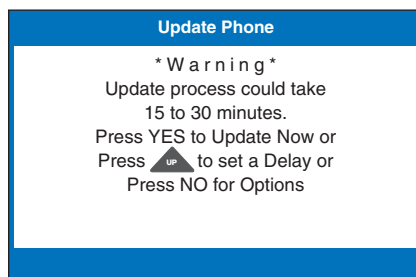 Update Phone
* W a r n i n g *
Update process could take
15 to 30 minutes.
Press YES to Update Now or
Press UP to set a Delay or
Press NO for Options